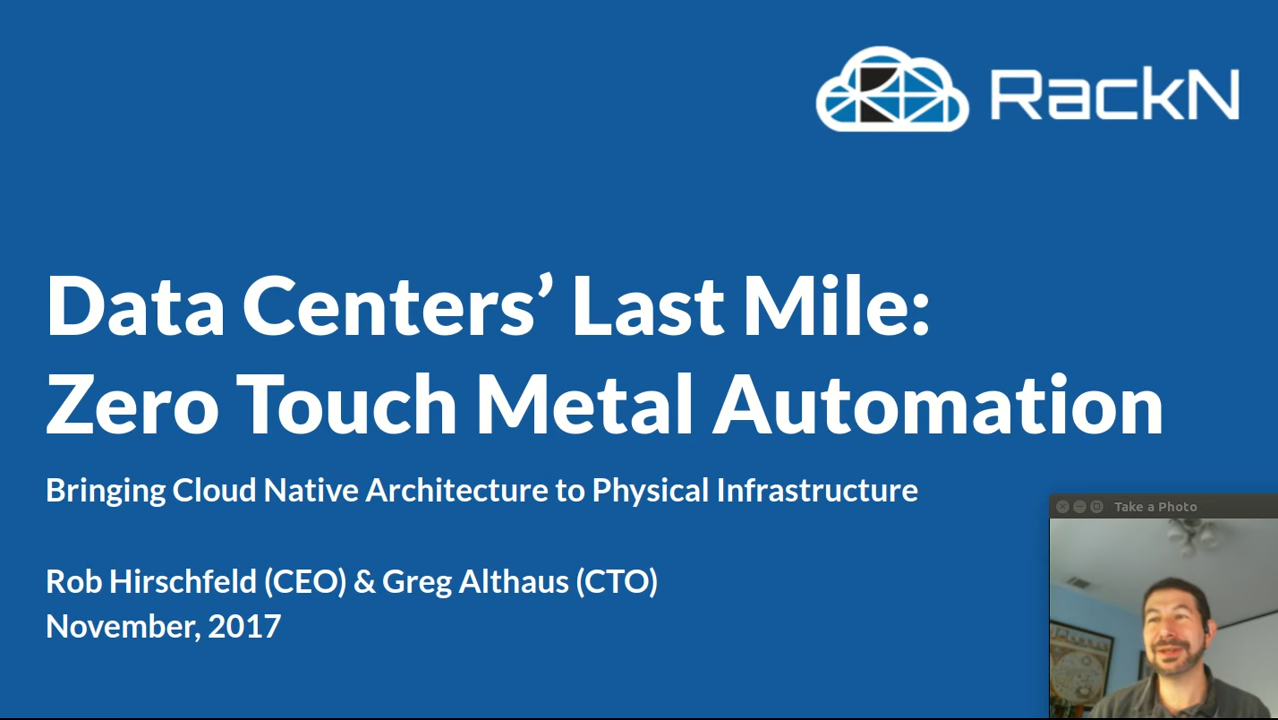 RackN
Data Centers’ Last Mile:
Zero Touch Metal Automation
Bringing Cloud Native Architecture to Physical Infrastructure
Rob Hirschfeld (CEO) & Greg Althaus (CTO)
November, 2017
Take a Photo